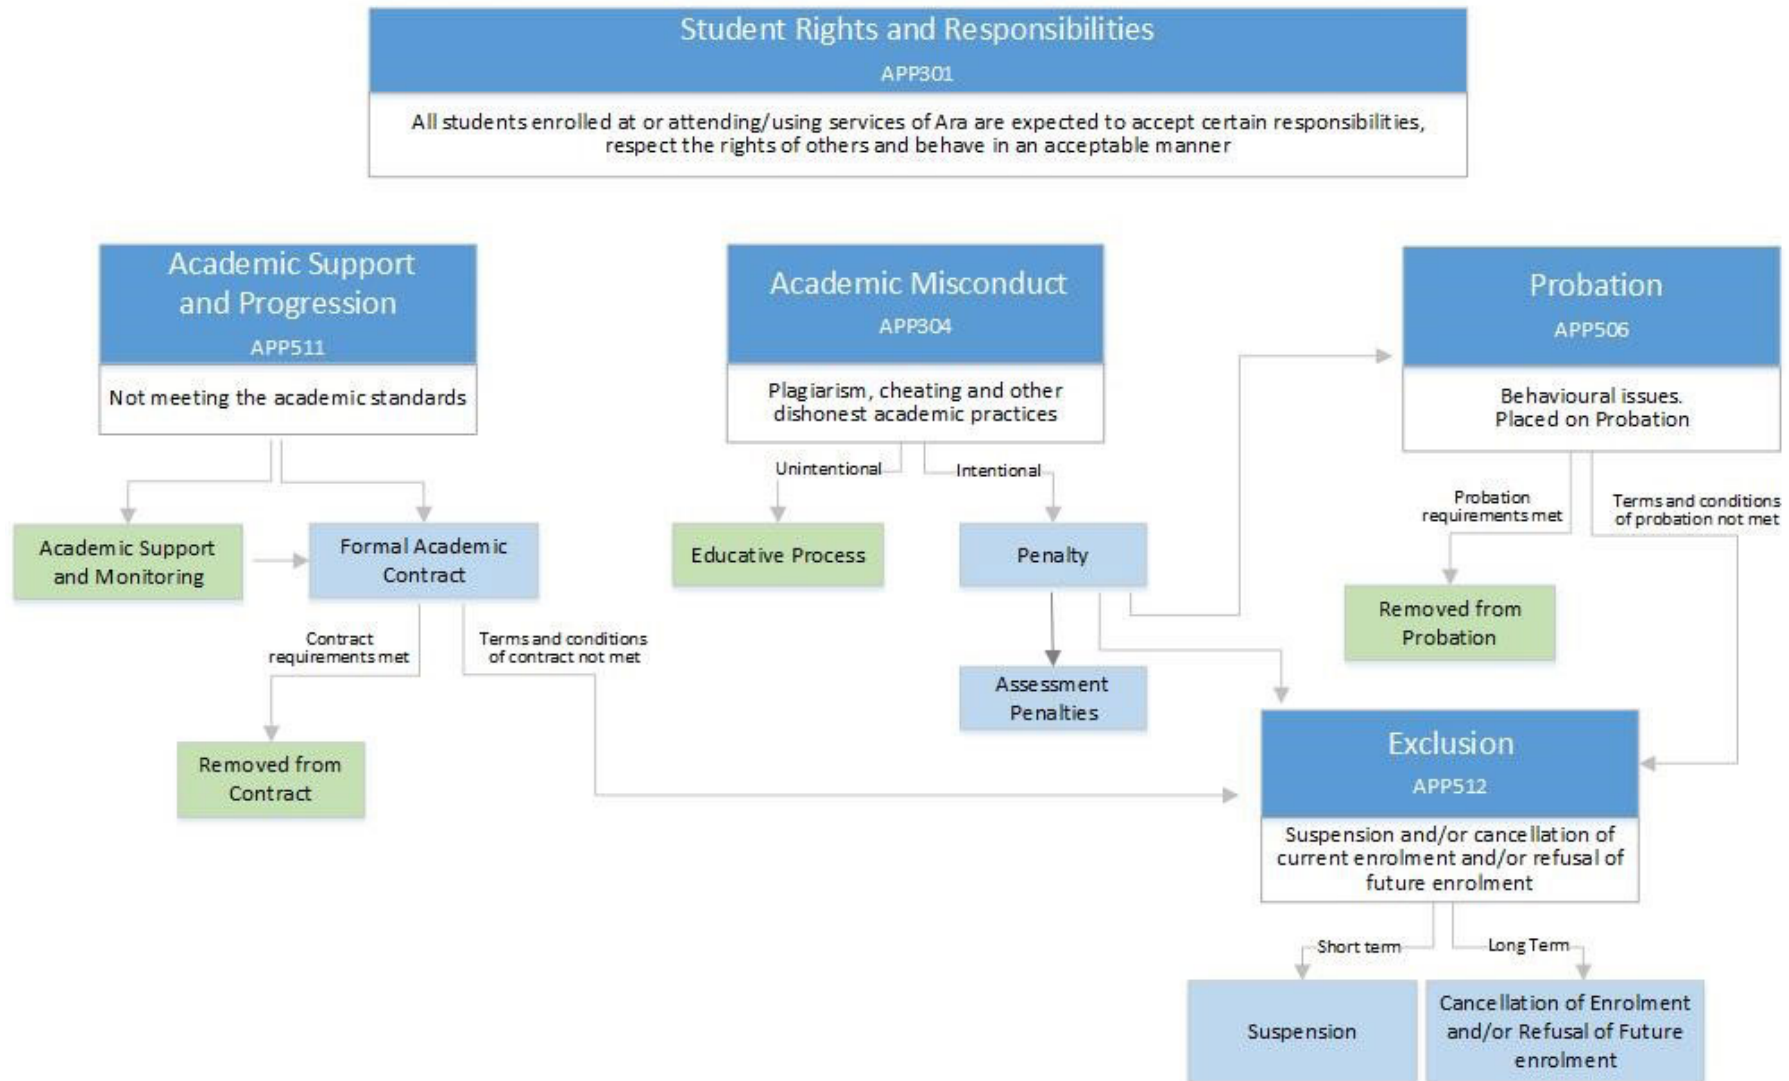 Student Rights and Responsibilities
APP301
All students enrolled at or attending/using services of Ara are expected to accept certain responsibilities,
respect the rights of others and behave in an acceptable manner
Academic Support
and Progression
APP511
Not meeting the academic standards
Academic Misconduct
APP304
Plagiarism, cheating and other
dishonest academic practices
Probation
APP506
Behavioural issues.
Placed on Probation
Unintentional
Intentional
Probation
requirements met
Terms and conditions
of probation not met
Academic Support
and Monitoring
Formal Academic
Contract
Educative Process
Penalty
Removed from
Probation
Contract
requirements met
Terms and conditions
of contract not met
Assessment
Penalties
Removed from
Contract
Exclusion
APP512
Suspension and/or cancellation of
current enrolment and/or refusal of
future enrolment
Short term
Long Term
Suspension
Cancellation of Enrolment
and/or Refusal of Future
enrolment